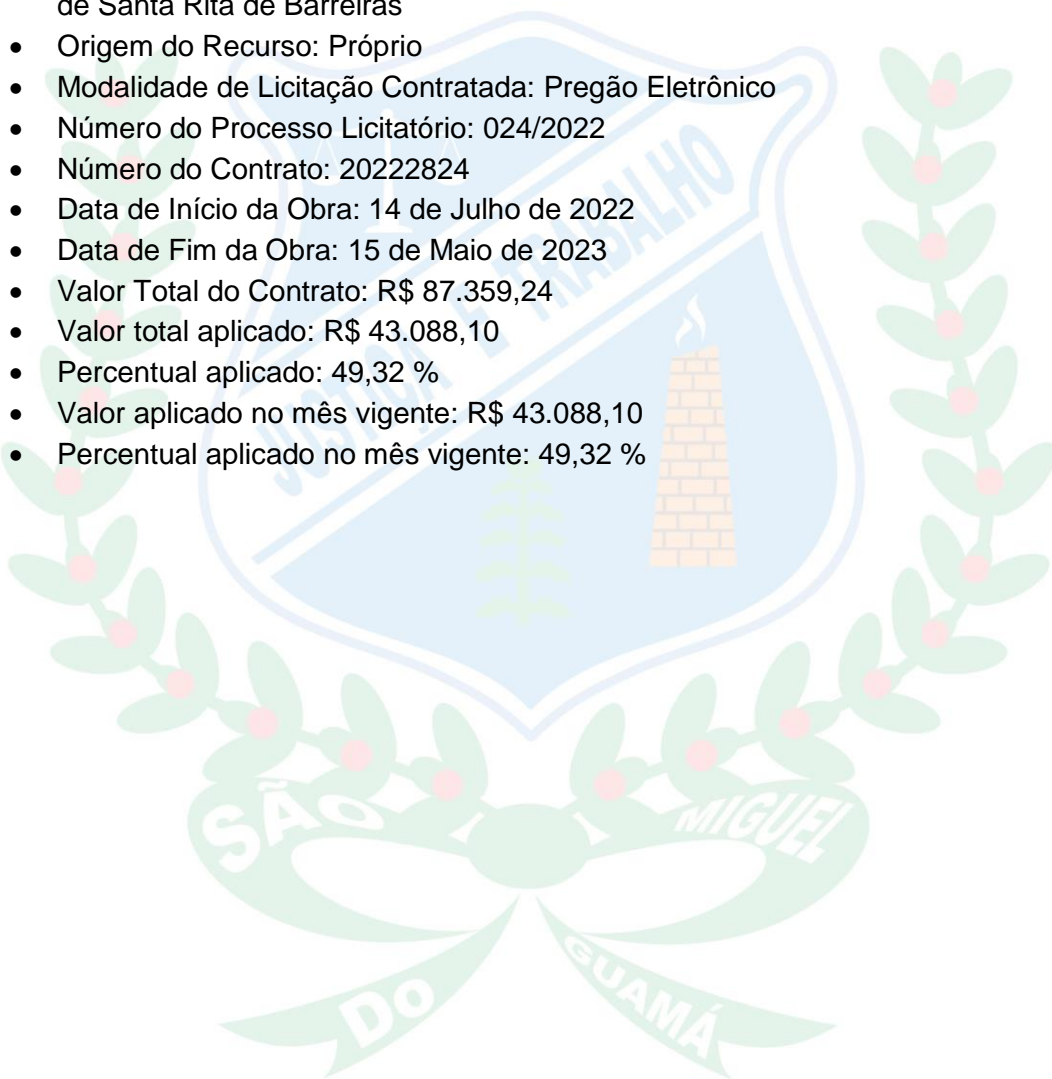 de Santa Rita de Barreiras
• Origem do Recurso: Próprio
• Modalidade de Licitação Contratada: Pregão Eletrônico
• Número do Processo Licitatório: 024/2022
• Número do Contrato: 20222824
• Data de Início da Obra: 14 de Julho de 2022
• Data de Fim da Obra: 15 de Maio de 2023
• Valor Total do Contrato: R$ 87.359,24
• Valor total aplicado: R$ 43.088,10
• Percentual aplicado: 49,32 %
• Valor aplicado no mês vigente: R$ 43.088,10
• Percentual aplicado no mês vigente: 49,32 %
JUSTIÇA E TRABALHO
SÃO MIGUEL
DO GUAMÁ